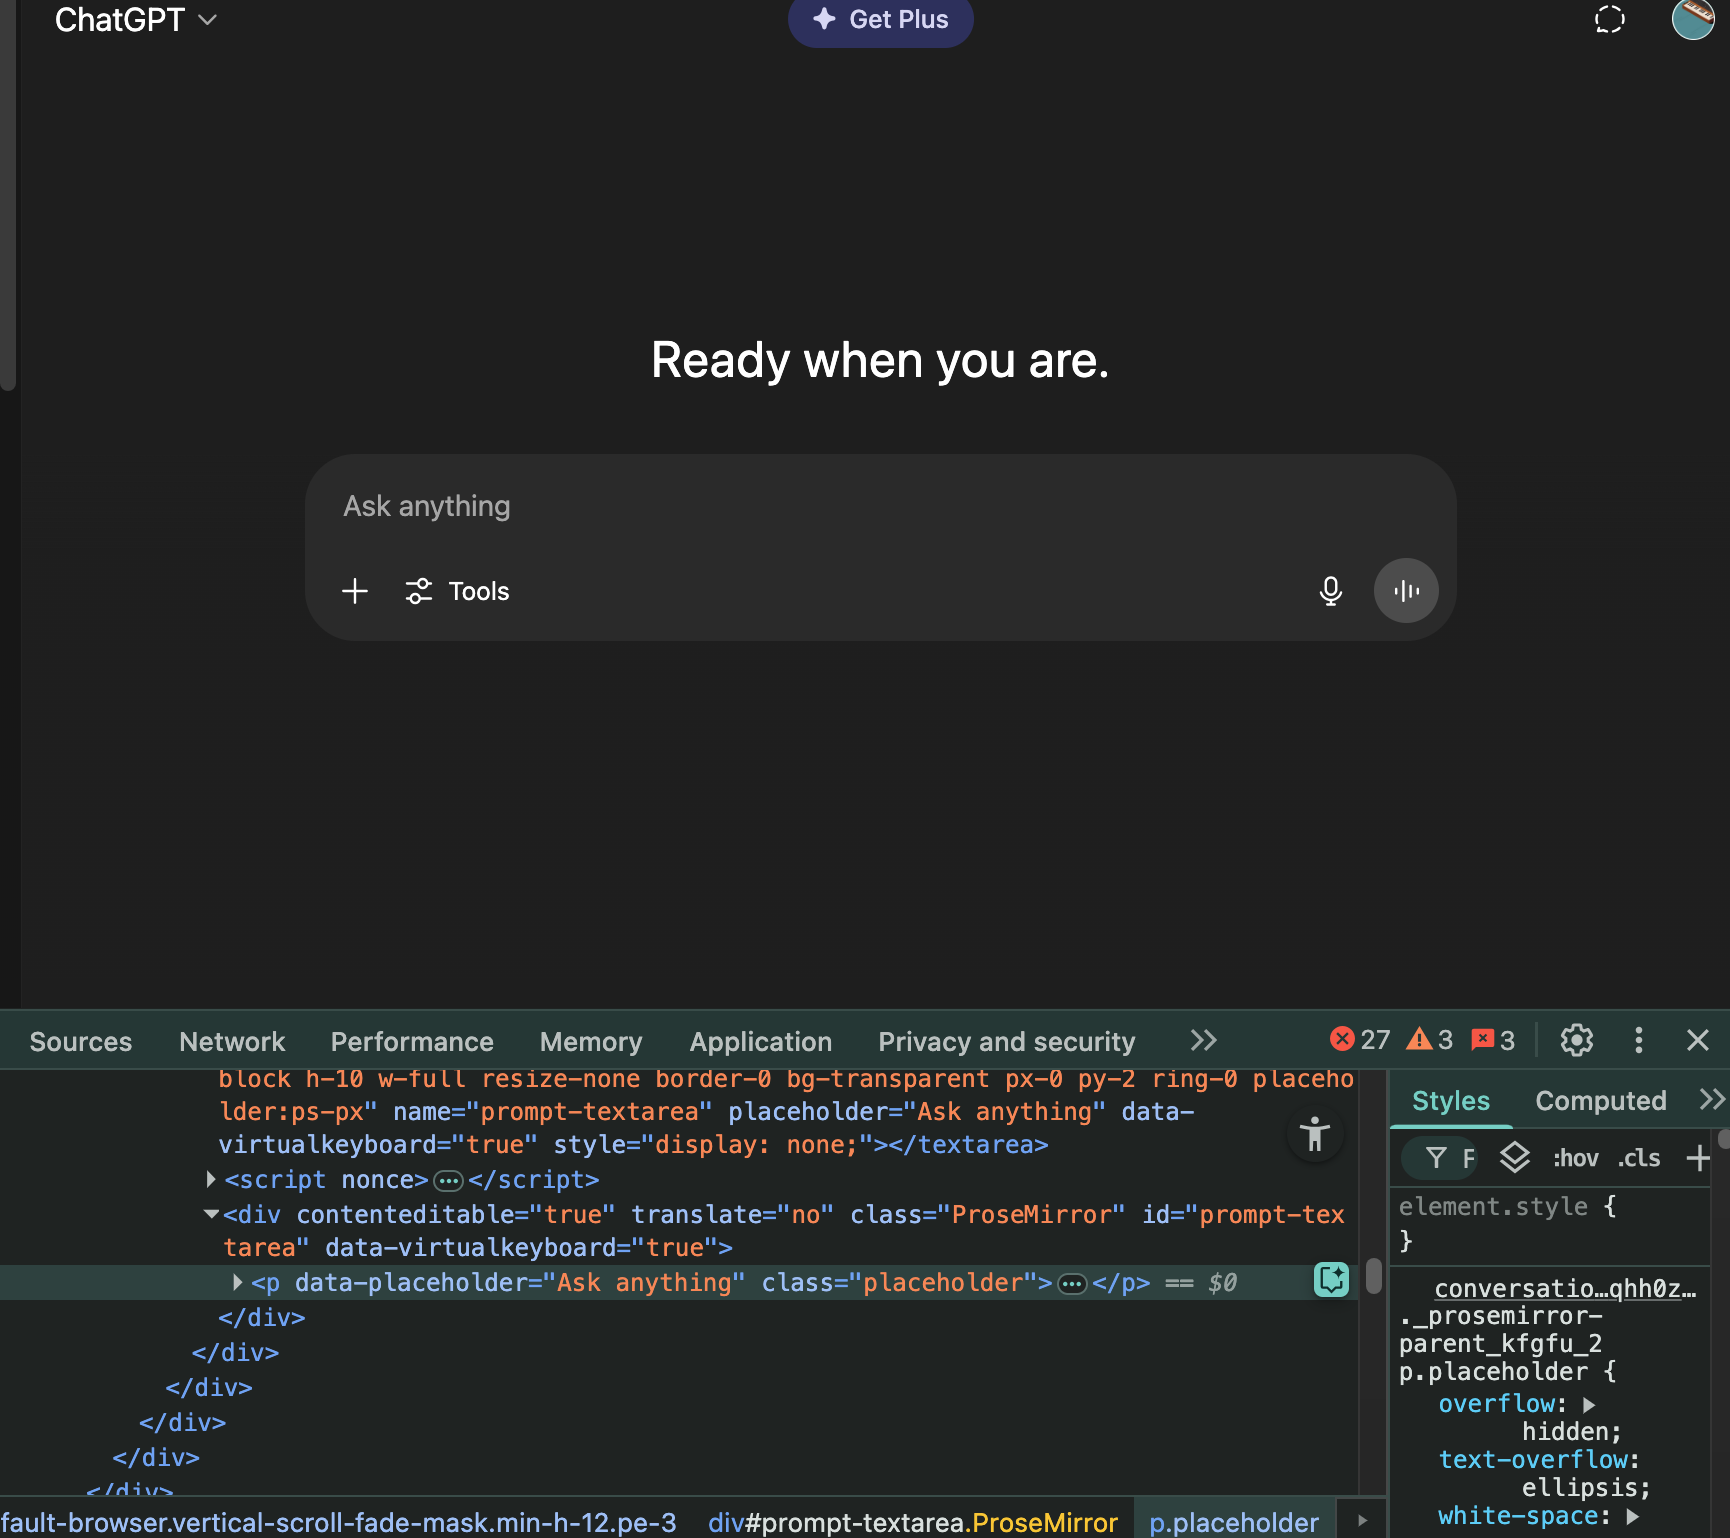 ChatGPT
Get Plus
Ready when you are.
Ask anything
Tools
Sources Network Performance Memory Application Privacy and security 27 3 3
block h-10 w-full resize-none border-0 bg-transparent px-0 py-2 ring-0 placeho
lder:ps-px" name="prompt-textarea" placeholder="Ask anything" data-
virtualkeyboard="true" style="display: none;"></textarea>
<script nonce>…</script>
<div contenteditable="true" translate="no" class="ProseMirror" id="prompt-tex
tarea" data-virtualkeyboard="true">
<p data-placeholder="Ask anything" class="placeholder">…</p> == $0
</div>
</div>
</div>
</div>
</div>
</div>
fault-browser.vertical-scroll-fade-mask.min-h-12.pe-3 div#prompt-textarea.ProseMirror p.placeholder
Styles Computed
F :hov .cls
element.style {
}
conversatio…qhh0z…
._prosemirror-
parent_kfgfu_2
p.placeholder {
overflow:
hidden;
text-overflow:
ellipsis;
white-space: